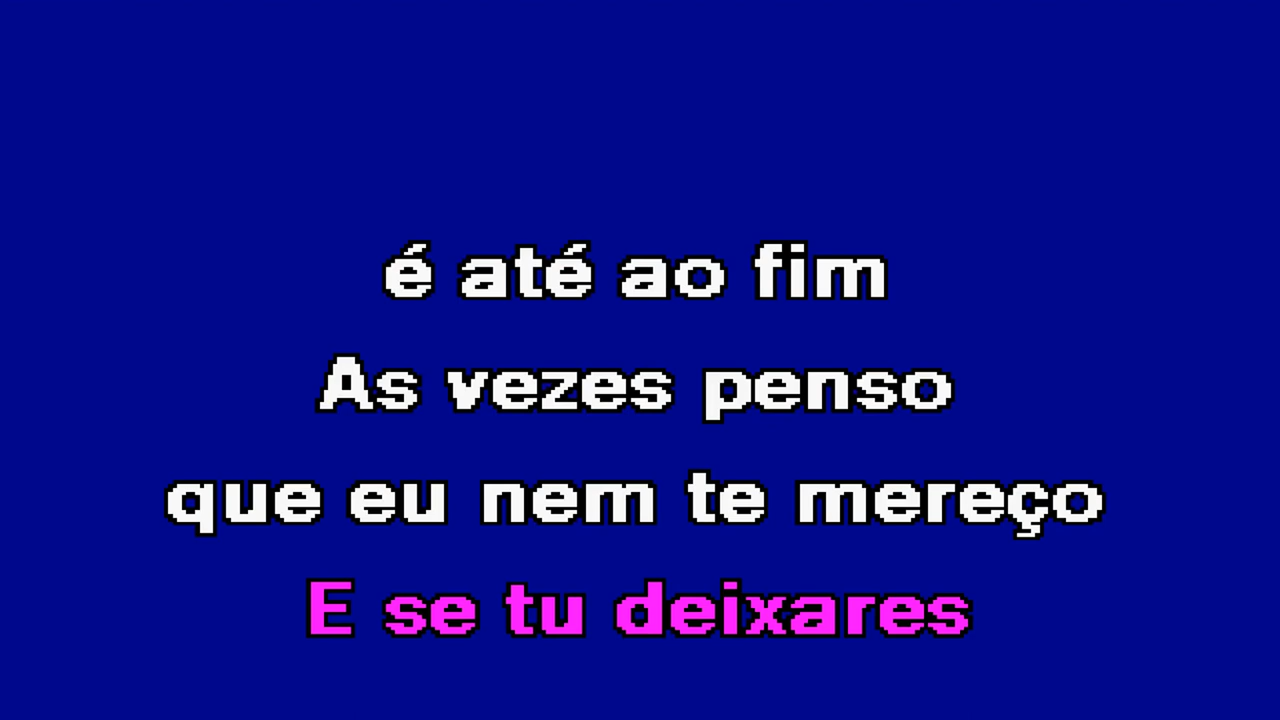 é até ao fim
As vezes penso
que eu nem te mereço
E se tu deixares